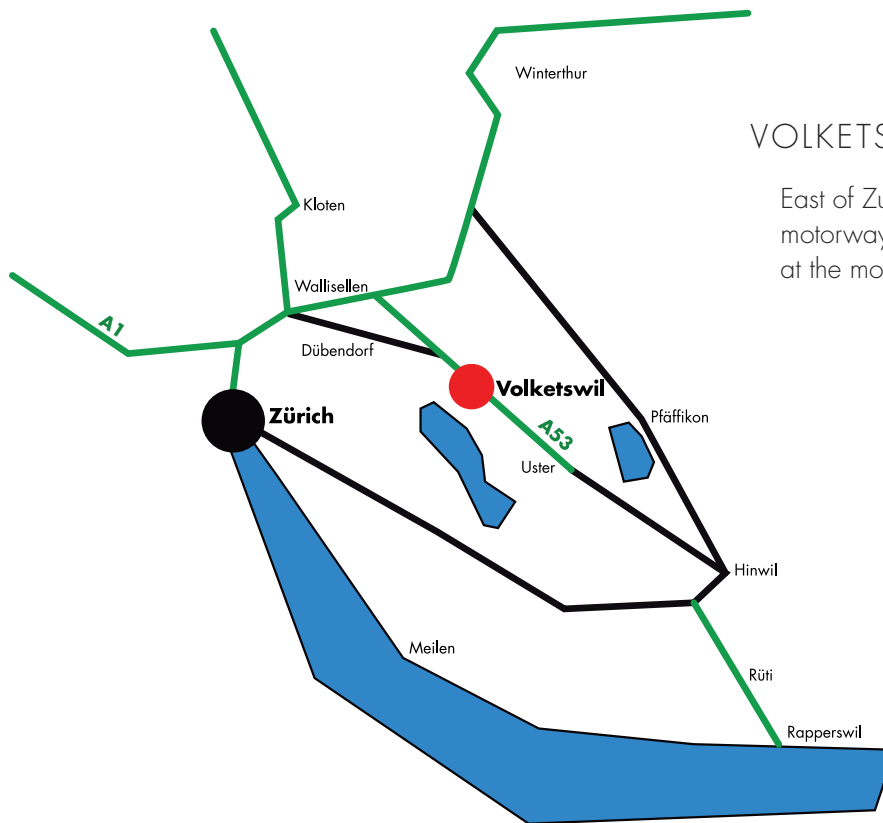 Winterthur
VOLKETS
East of Zu
motorway
at the mo
Kloten
Wallisellen
A1
Dübendorf
Volketswil
Zürich
A53
Pfäffikon
Uster
Hinwil
Meilen
Rüti
Rapperswil